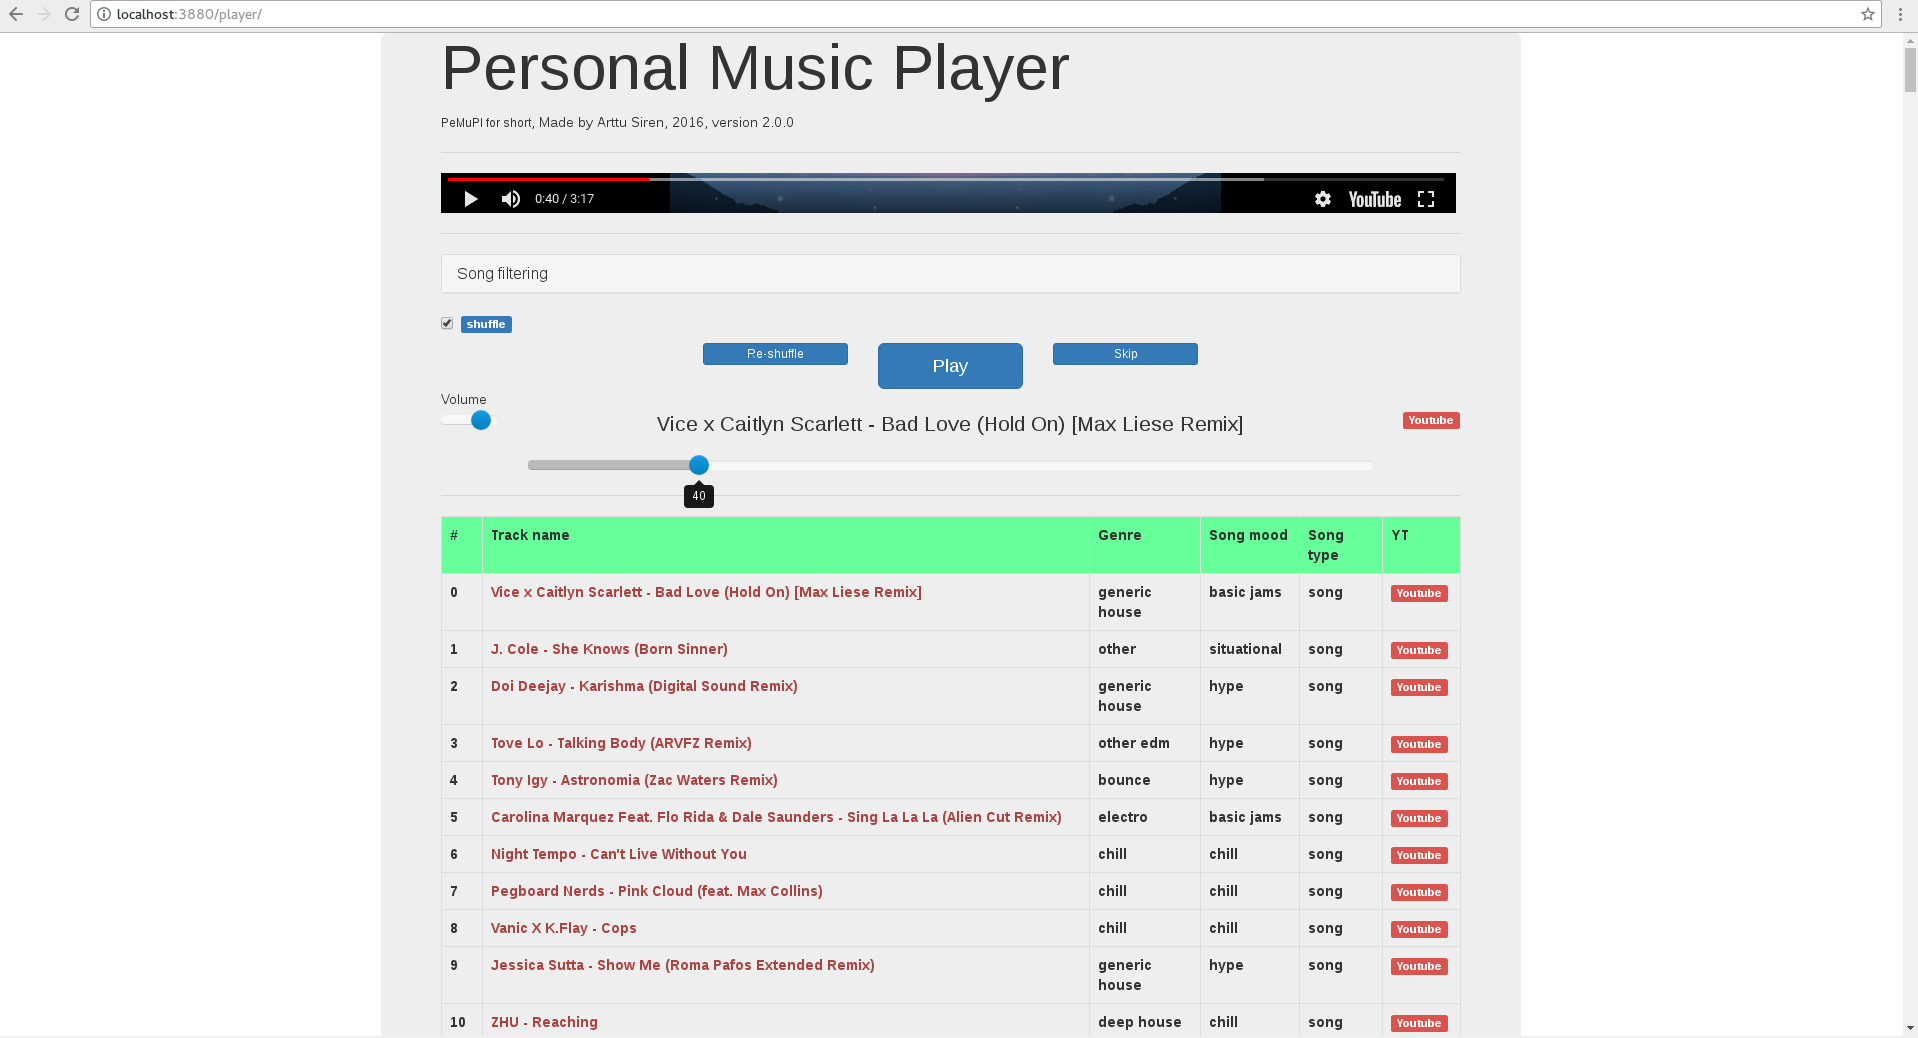 localhost:3880/player/
Personal Music Player
PeMuPl for short, Made by Arttu Siren, 2016, version 2.0.0
0:40 / 3:17 YouTube
Song filtering
shuffle
Re-shuffle Play Skip
Volume
Vice x Caitlyn Scarlett - Bad Love (Hold On) [Max Liese Remix] Youtube
40
# Track name Genre Song mood Song type YT
0 Vice x Caitlyn Scarlett - Bad Love (Hold On) [Max Liese Remix] generic house basic jams song Youtube
1 J. Cole - She Knows (Born Sinner) other situational song Youtube
2 Doi Deejay - Karishma (Digital Sound Remix) generic house hype song Youtube
3 Tove Lo - Talking Body (ARVFZ Remix) other edm hype song Youtube
4 Tony Igy - Astronomia (Zac Waters Remix) bounce hype song Youtube
5 Carolina Marquez Feat. Flo Rida & Dale Saunders - Sing La La La (Alien Cut Remix) electro basic jams song Youtube
6 Night Tempo - Can't Live Without You chill chill song Youtube
7 Pegboard Nerds - Pink Cloud (feat. Max Collins) chill chill song Youtube
8 Vanic X K.Flay - Cops chill chill song Youtube
9 Jessica Sutta - Show Me (Roma Pafos Extended Remix) generic house hype song Youtube
10 ZHU - Reaching deep house chill song Youtube